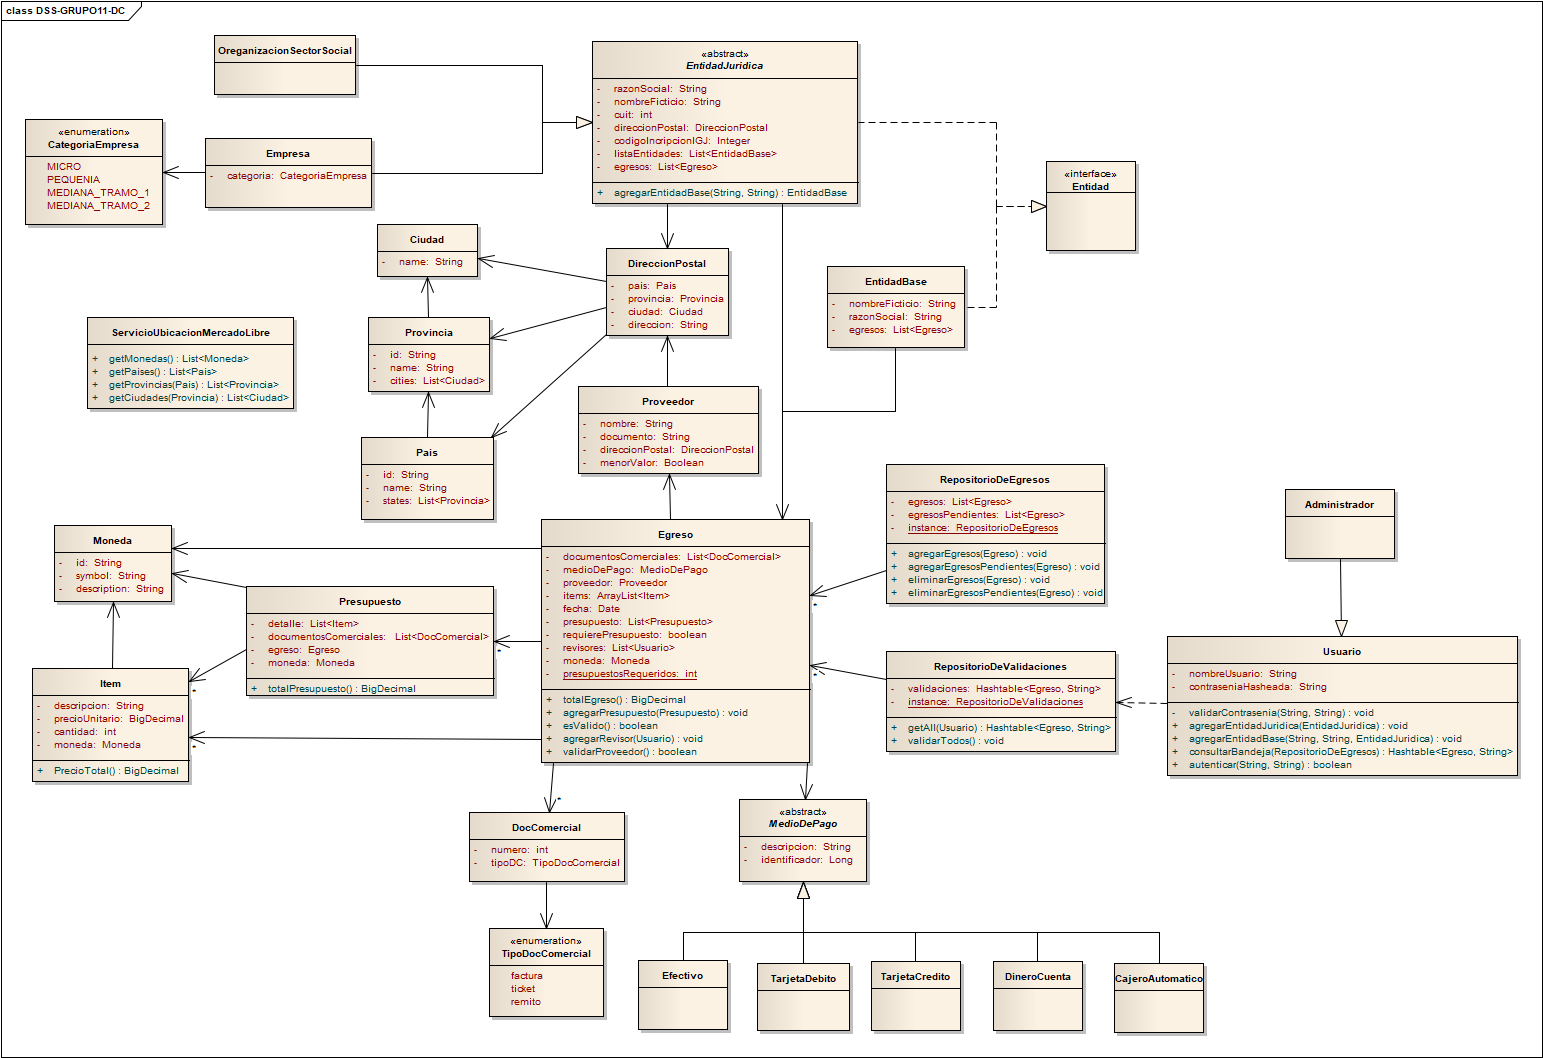 class DSS-GRUPO11-DC
OreganizacionSectorSocial
«abstract»
EntidadJuridica
- razonSocial: String
- nombreFicticio: String
- cuit: int
- direccionPostal: DireccionPostal
- codigoIncripcionIGJ: Integer
- listaEntidades: List<EntidadBase>
- egresos: List<Egreso>
+ agregarEntidadBase(String, String) : EntidadBase
«enumeration»
CategoriaEmpresa
MICRO
PEQUENIA
MEDIANA_TRAMO_1
MEDIANA_TRAMO_2
Empresa
- categoria: CategoriaEmpresa
«interface»
Entidad
Ciudad
- name: String
DireccionPostal
- pais: Pais
- provincia: Provincia
- ciudad: Ciudad
- direccion: String
EntidadBase
- nombreFicticio: String
- razonSocial: String
- egresos: List<Egreso>
ServicioUbicacionMercadoLibre
+ getMonedas() : List<Moneda>
+ getPaises() : List<Pais>
+ getProvincias(Pais) : List<Provincia>
+ getCiudades(Provincia) : List<Ciudad>
Provincia
- id: String
- name: String
- cities: List<Ciudad>
Proveedor
- nombre: String
- documento: String
- direccionPostal: DireccionPostal
- menorValor: Boolean
Pais
- id: String
- name: String
- states: List<Provincia>
RepositorioDeEgresos
- egresos: List<Egreso>
- egresosPendientes: List<Egreso>
- instance: RepositorioDeEgresos
+ agregarEgresos(Egreso) : void
+ agregarEgresosPendientes(Egreso) : void
+ eliminarEgresos(Egreso) : void
+ eliminarEgresosPendientes(Egreso) : void
Administrador
Moneda
- id: String
- symbol: String
- description: String
Egreso
- documentosComerciales: List<DocComercial>
- medioDePago: MedioDePago
- proveedor: Proveedor
- items: ArrayList<Item>
- fecha: Date
- presupuesto: List<Presupuesto>
- requierePresupuesto: boolean
- revisores: List<Usuario>
- moneda: Moneda
- presupuestosRequeridos: int
+ totalEgreso() : BigDecimal
+ agregarPresupuesto(Presupuesto) : void
+ esValido() : boolean
+ agregarRevisor(Usuario) : void
+ validarProveedor() : boolean
*
*
*
*
*
*
Presupuesto
- detalle: List<Item>
- documentosComerciales: List<DocComercial>
- egreso: Egreso
- moneda: Moneda
+ totalPresupuesto() : BigDecimal
Item
- descripcion: String
- precioUnitario: BigDecimal
- cantidad: int
- moneda: Moneda
+ PrecioTotal() : BigDecimal
RepositorioDeValidaciones
- validaciones: Hashtable<Egreso, String>
- instance: RepositorioDeValidaciones
+ getAll(Usuario) : Hashtable<Egreso, String>
+ validarTodos() : void
Usuario
- nombreUsuario: String
- contraseniaHasheada: String
- validarContrasenia(String, String) : void
+ agregarEntidadJuridica(EntidadJuridica) : void
+ agregarEntidadBase(String, String, EntidadJuridica) : void
+ consultarBandeja(RepositorioDeEgresos) : Hashtable<Egreso, String>
+ autenticar(String, String) : boolean
DocComercial
- numero: int
- tipoDC: TipoDocComercial
«abstract»
MedioDePago
- descripcion: String
- identificador: Long
«enumeration»
TipoDocComercial
factura
ticket
remito
Efectivo
TarjetaDebito
TarjetaCredito
DineroCuenta
CajeroAutomatico